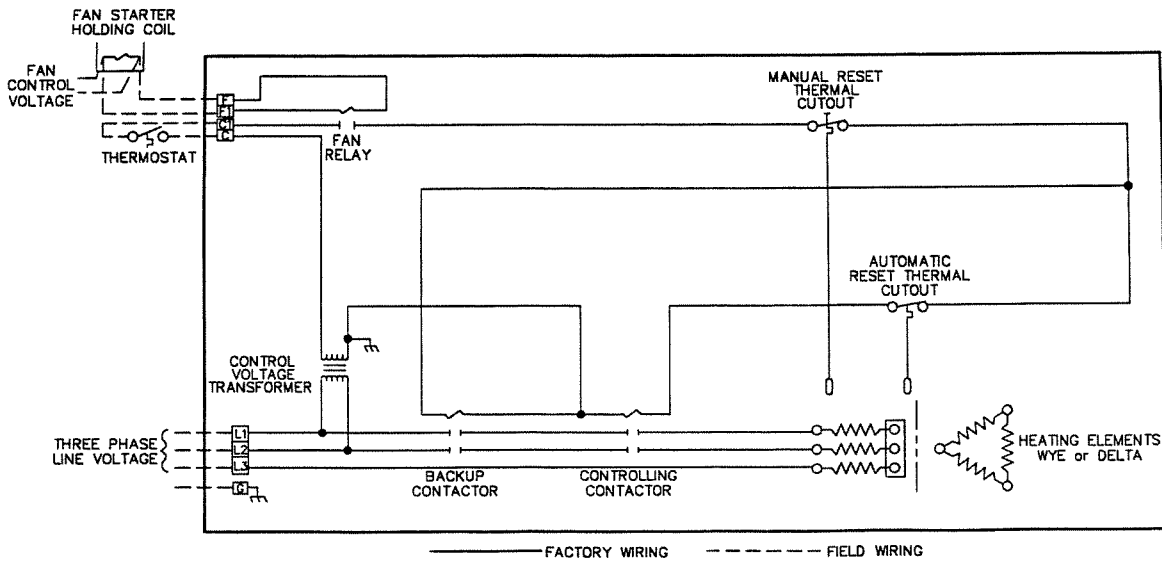 FAN STARTER
HOLDING COIL
FAN
CONTROL
VOLTAGE
THERMOSTAT
F
F1
C1
C
FAN
RELAY
MANUAL RESET
THERMAL
CUTOUT
AUTOMATIC
RESET THERMAL
CUTOUT
CONTROL
VOLTAGE
TRANSFORMER
THREE PHASE
LINE VOLTAGE
L1
L2
L3
G
BACKUP
CONTACTOR
CONTROLLING
CONTACTOR
HEATING ELEMENTS
WYE or DELTA
FACTORY WIRING
FIELD WIRING